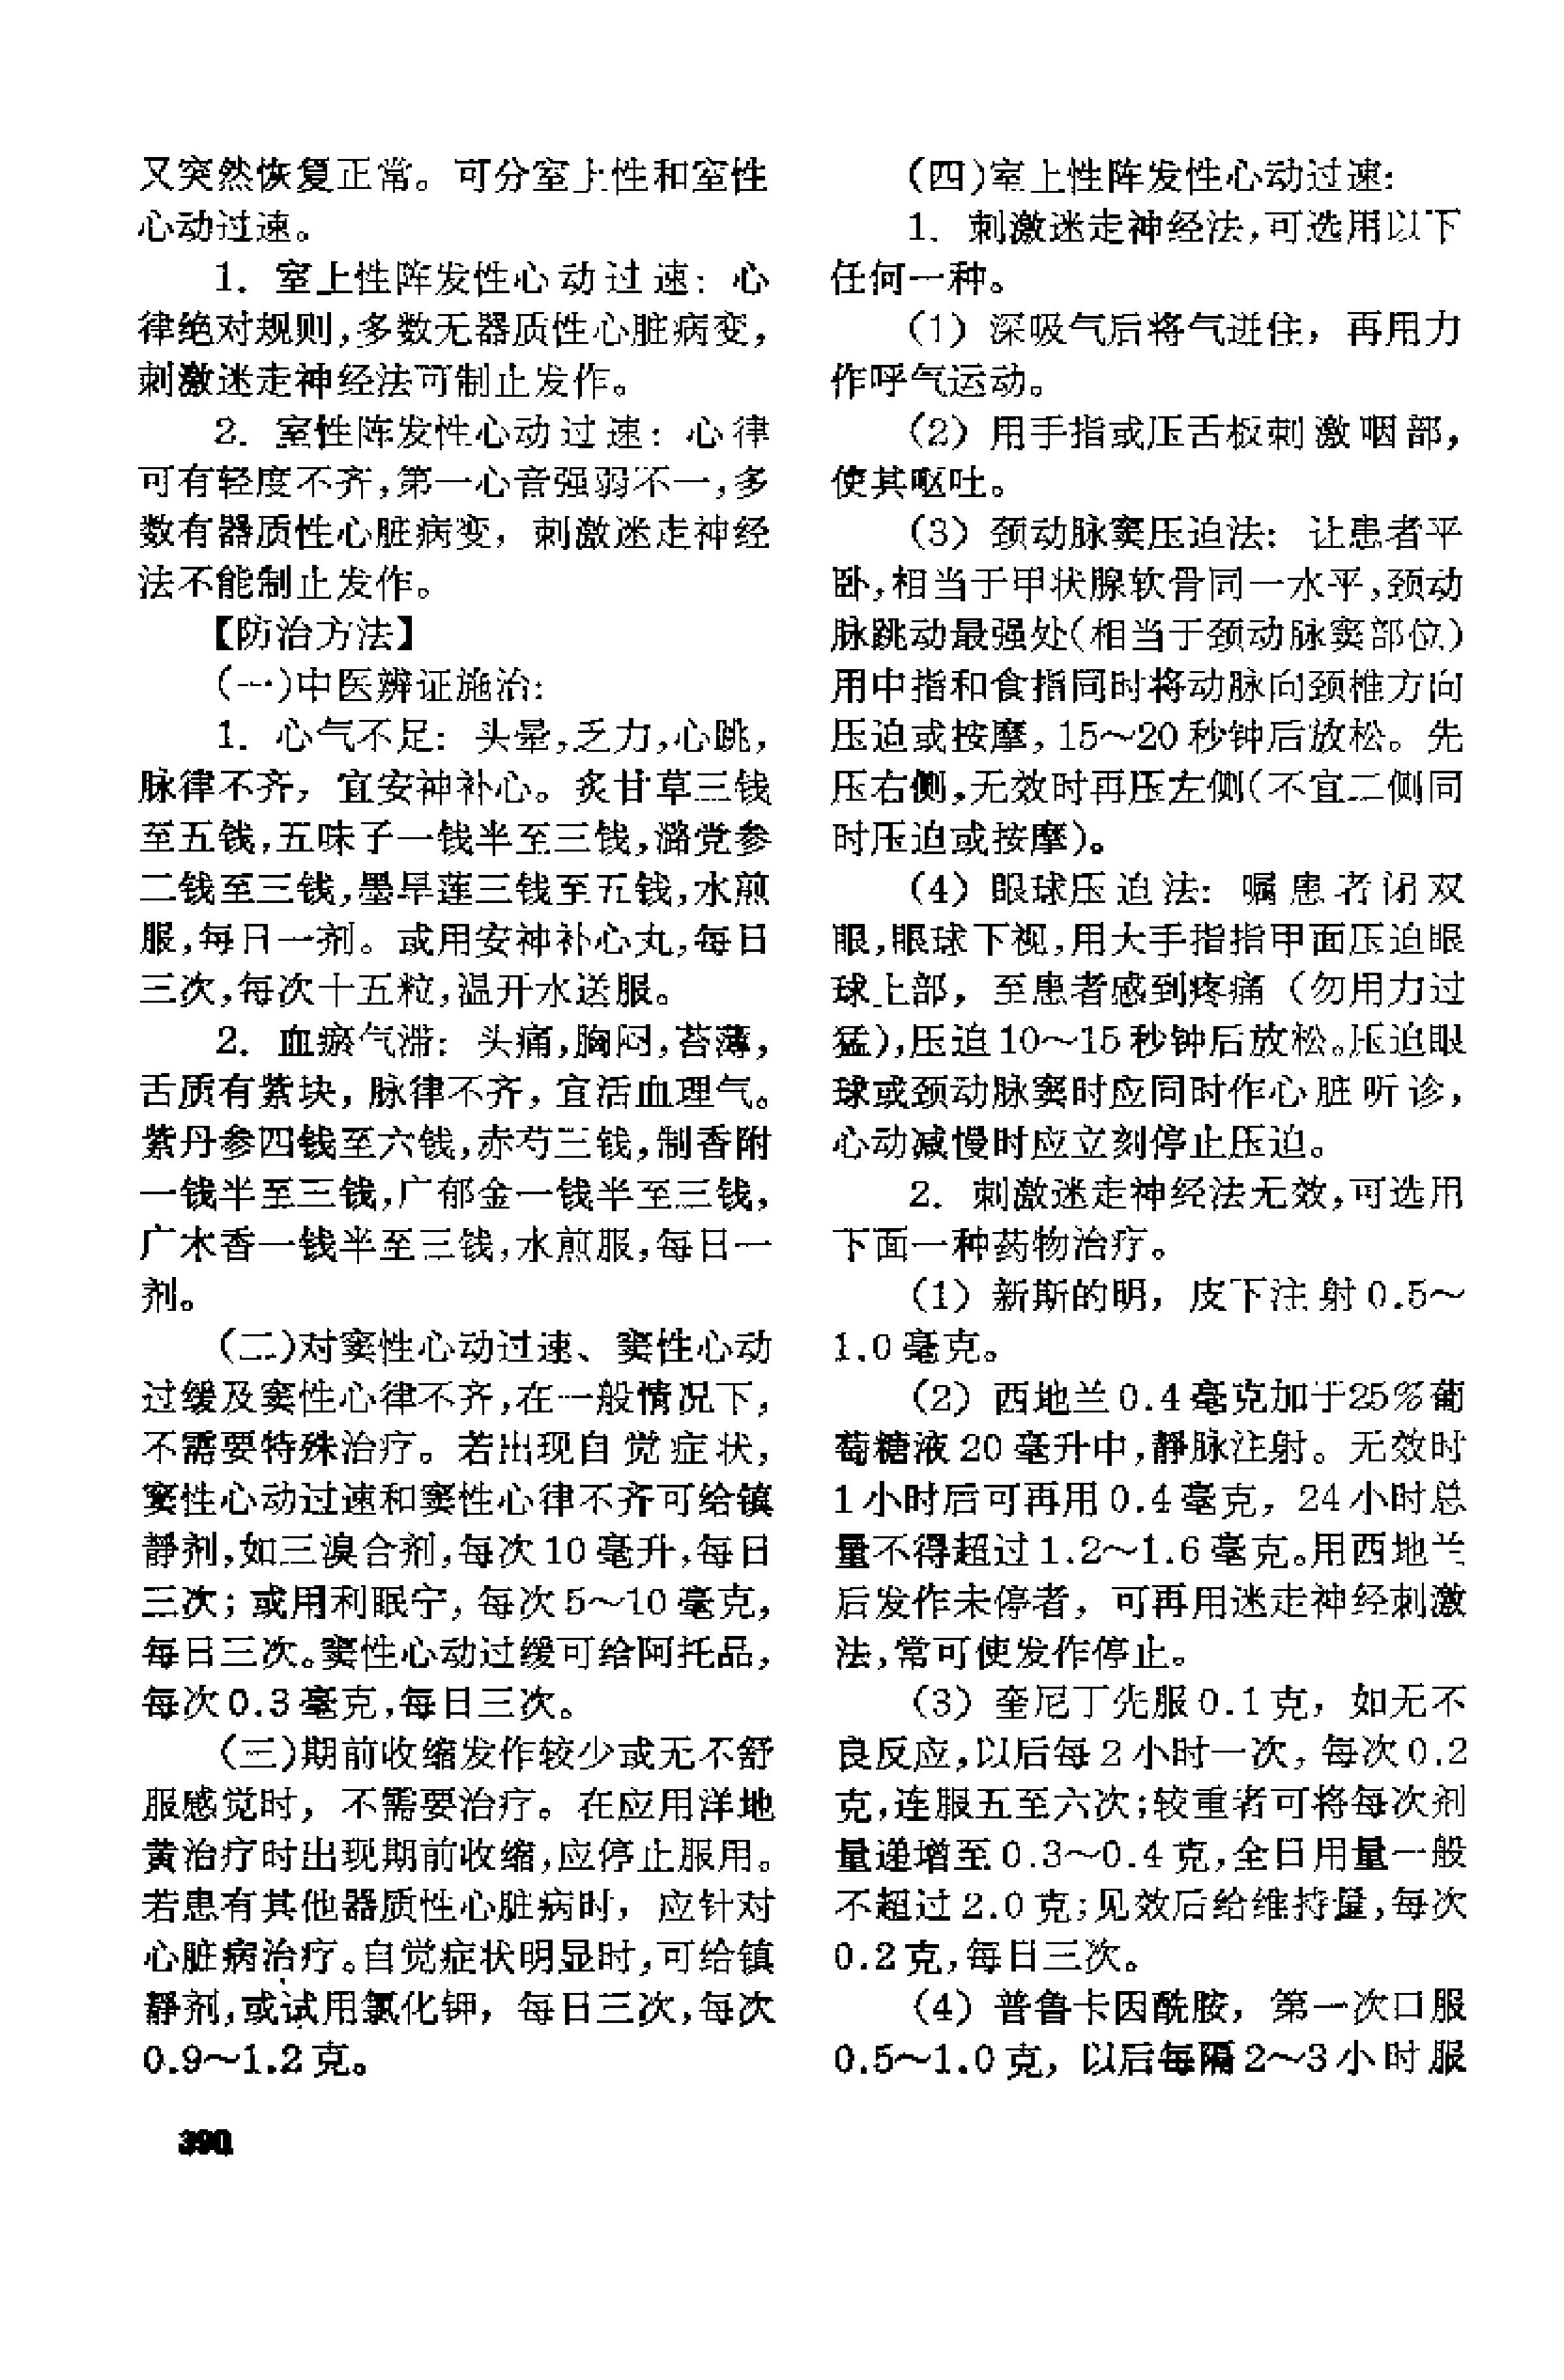 又突然恢复正常。可分室上性和室性
心动过速。
1. 室上性阵发性心动过速：心
律绝对规则,多数无器质性心脏病变，
刺激迷走神经法可制止发作。
2. 室性阵发性心动过速：心律
可有轻度不齐,第一心音强弱不一,多
数有器质性心脏病变，刺激迷走神经
法不能制止发作。
【防治方法】
(一)中医辨证施治：
1. 心气不足：头晕,乏力,心跳，
脉律不齐，宜安神补心。炙甘草三钱
至五钱,五味子一钱半至三钱,潞党参
二钱至三钱,墨旱莲三钱至五钱,水煎
服,每日一剂。或用安神补心丸,每日
三次,每次十五粒,温开水送服。
2. 血瘀气滞：头痛,胸闷,苔薄，
舌质有紫块，脉律不齐，宜活血理气。
紫丹参四钱至六钱,赤芍三钱,制香附
一钱半至三钱,广郁金一钱半至三钱，
广木香一钱半至三钱,水煎服,每日一
剂。
(二)对窦性心动过速、窦性心动
过缓及窦性心律不齐,在一般情况下，
不需要特殊治疗。若出现自觉症状，
窦性心动过速和窦性心律不齐可给镇
静剂,如三溴合剂,每次10毫升,每日
三次；或用利眠宁，每次5～10毫克，
每日三次。窦性心动过缓可给阿托品，
每次0.3毫克,每日三次。
(三)期前收缩发作较少或无不舒
服感觉时，不需要治疗。在应用洋地
黄治疗时出现期前收缩,应停止服用。
若患有其他器质性心脏病时，应针对
心脏病治疗。自觉症状明显时,可给镇
静剂,或试用氯化钾，每日三次,每次
0.9～1.2克。
390
(四)室上性阵发性心动过速：
1. 刺激迷走神经法,可选用以下
任何一种。
(1) 深吸气后将气迸住，再用力
作呼气运动。
(2) 用手指或压舌板刺激咽部，
使其呕吐。
(3) 颈动脉窦压迫法：让患者平
卧,相当于甲状腺软骨同一水平,颈动
脉跳动最强处(相当于颈动脉窦部位)
用中指和食指同时将动脉向颈椎方向
压迫或按摩，15～20秒钟后放松。先
压右侧,无效时再压左侧(不宜二侧同
时压迫或按摩)。
(4) 眼球压迫法：嘱患者闭双
眼,眼球下视,用大手指指甲面压迫眼
球上部，至患者感到疼痛（勿用力过
猛),压迫10～15秒钟后放松。压迫眼
球或颈动脉窦时应同时作心脏听诊，
心动减慢时应立刻停止压迫。
2. 刺激迷走神经法无效,可选用
下面一种药物治疗。
(1) 新斯的明，皮下注射0.5～
1.0毫克。
(2) 西地兰0.4毫克加于25%葡
萄糖液20毫升中,静脉注射。无效时
1小时后可再用0.4毫克，24小时总
量不得超过1.2～1.6毫克。用西地兰
后发作未停者，可再用迷走神经刺激
法,常可使发作停止。
(3) 奎尼丁先服0.1克，如无不
良反应,以后每2小时一次，每次0.2
克,连服五至六次;较重者可将每次剂
量递增至0.3～0.4克,全日用量一般
不超过2.0克;见效后给维持量,每次
0.2克,每日三次。
(4) 普鲁卡因酰胺，第一次口服
0.5～1.0克，以后每隔2～3小时服